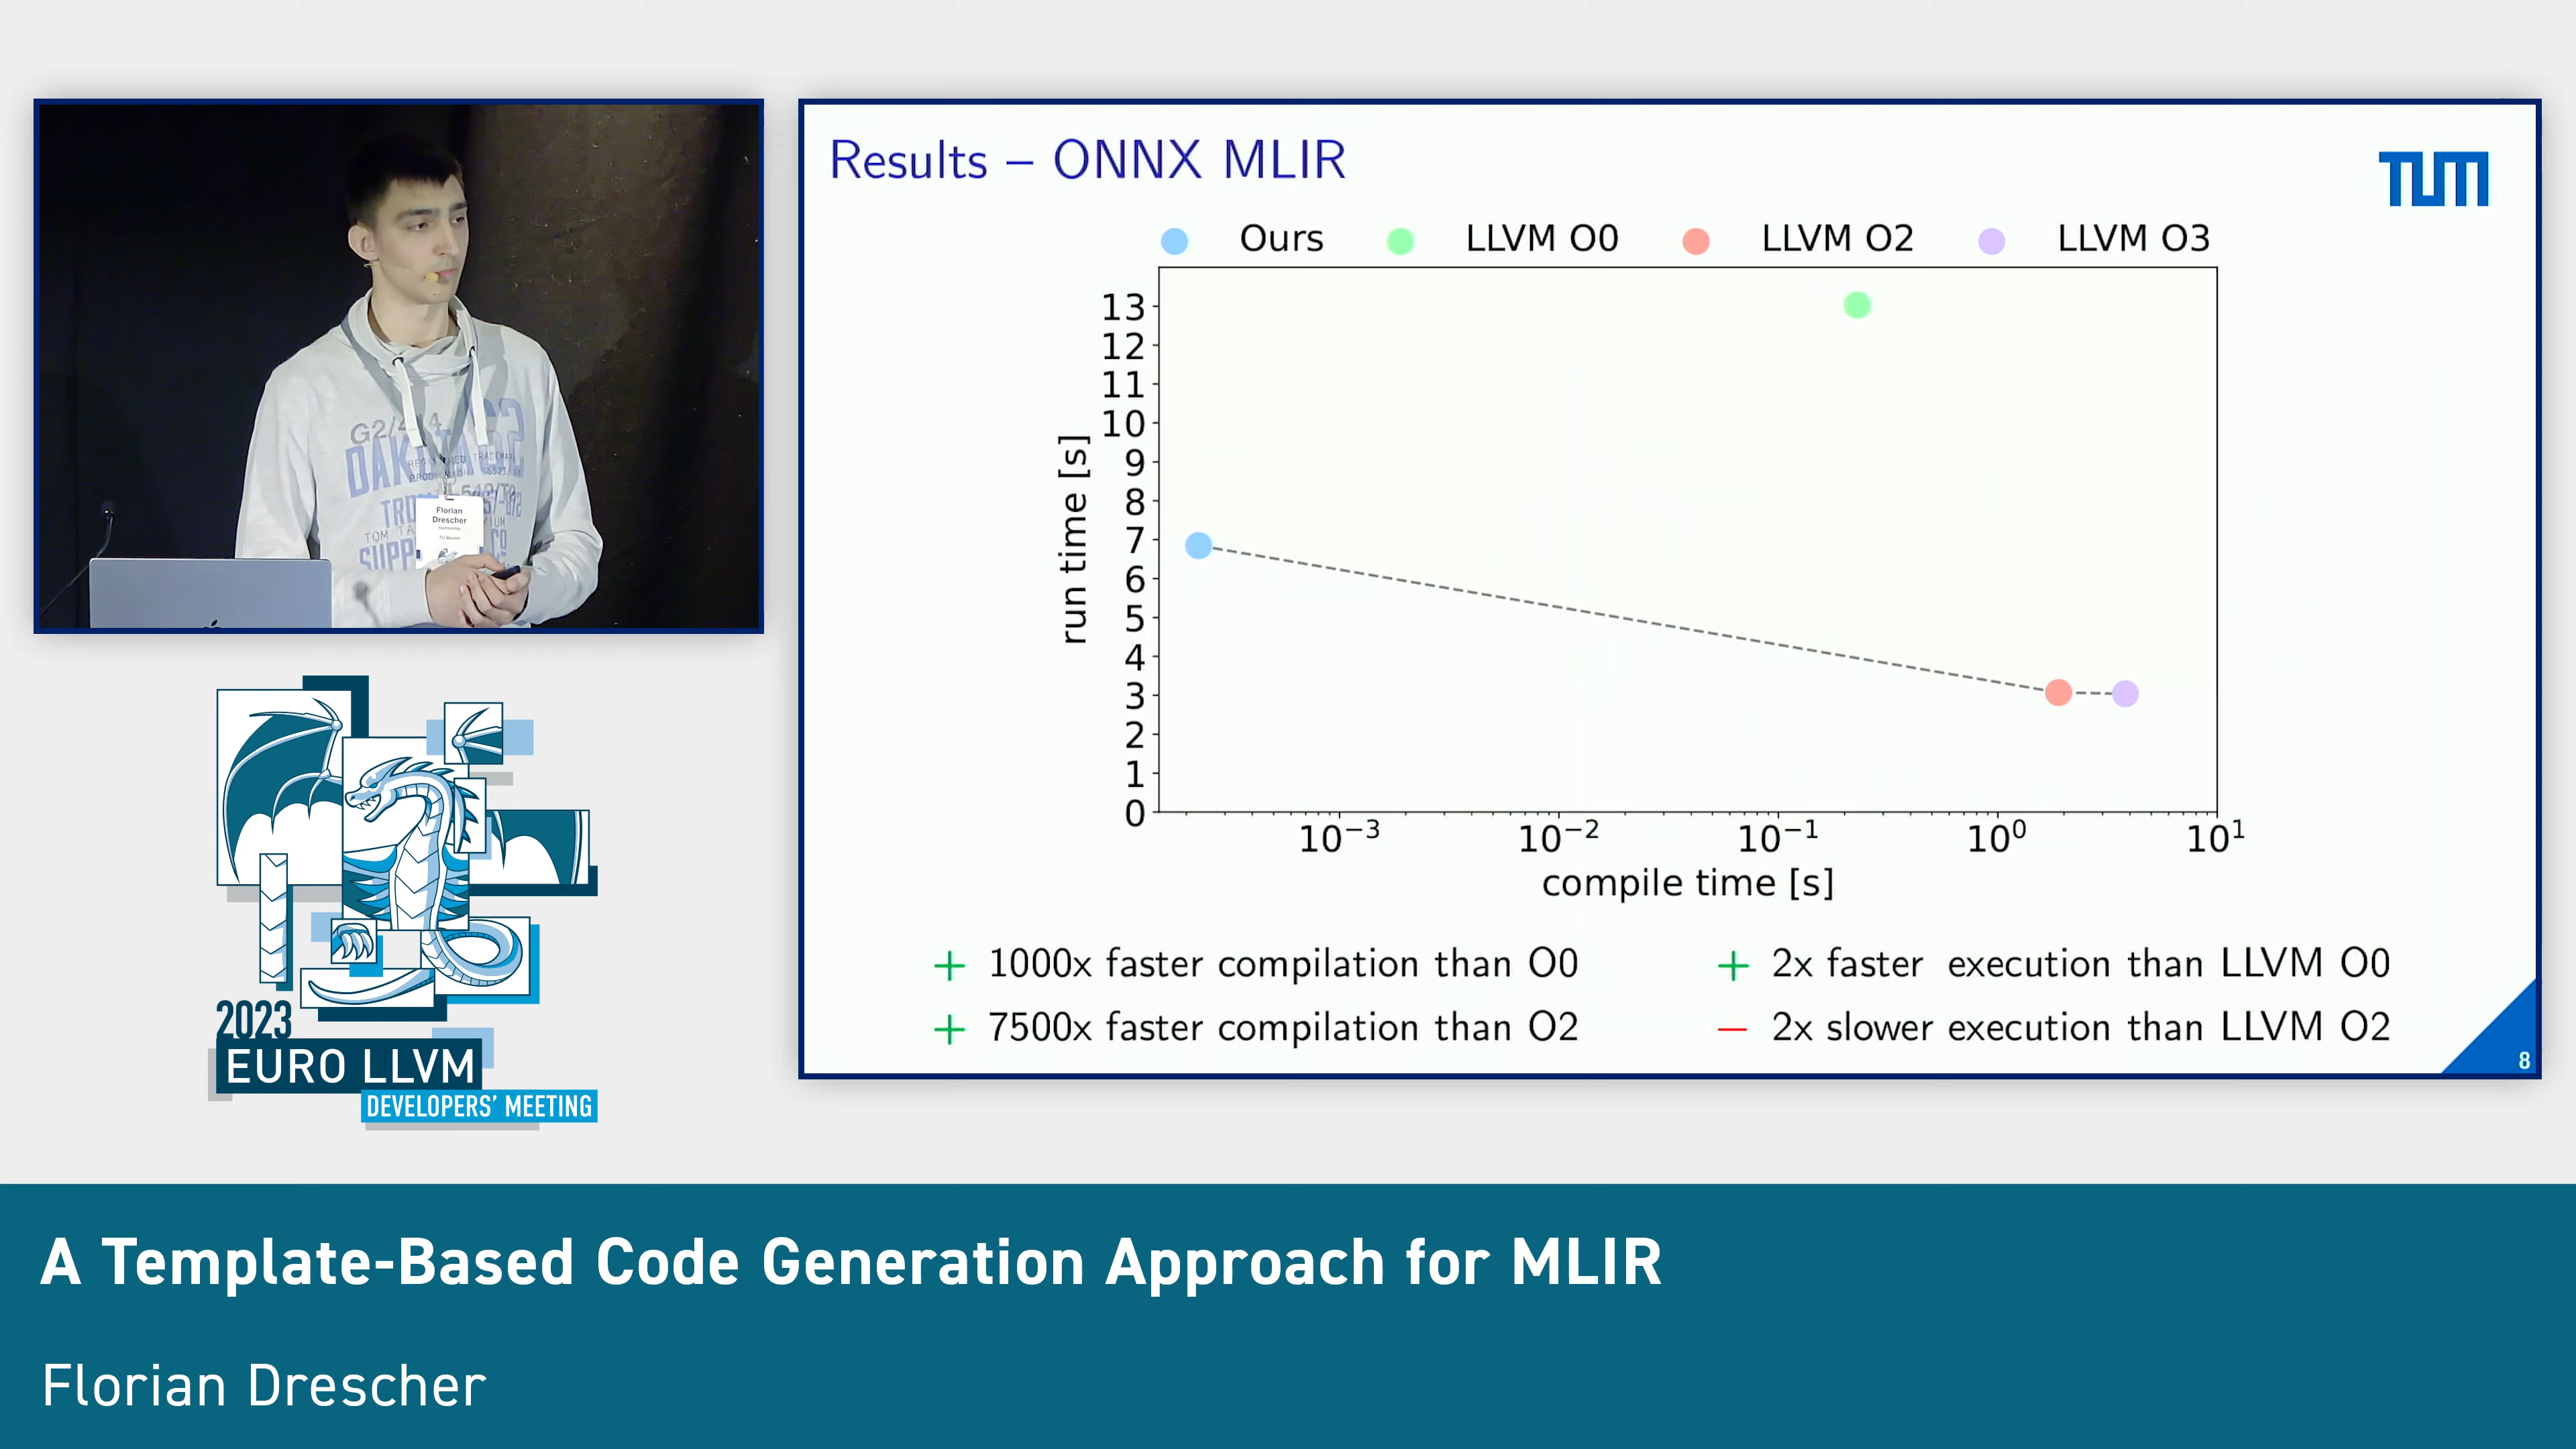 Results – ONNX MLIR
TUM
Ours
LLVM O0
LLVM O2
LLVM O3
13
12
11
10
9
8
7
6
5
4
3
2
1
0
run time [s]
10⁻³
10⁻²
10⁻¹
10⁰
10¹
compile time [s]
+ 1000x faster compilation than O0
+ 7500x faster compilation than O2
+ 2x faster execution than LLVM O0
– 2x slower execution than LLVM O2
8
G2/
Florian
Drescher
2023
EURO LLVM
DEVELOPERS' MEETING
A Template-Based Code Generation Approach for MLIR
Florian Drescher